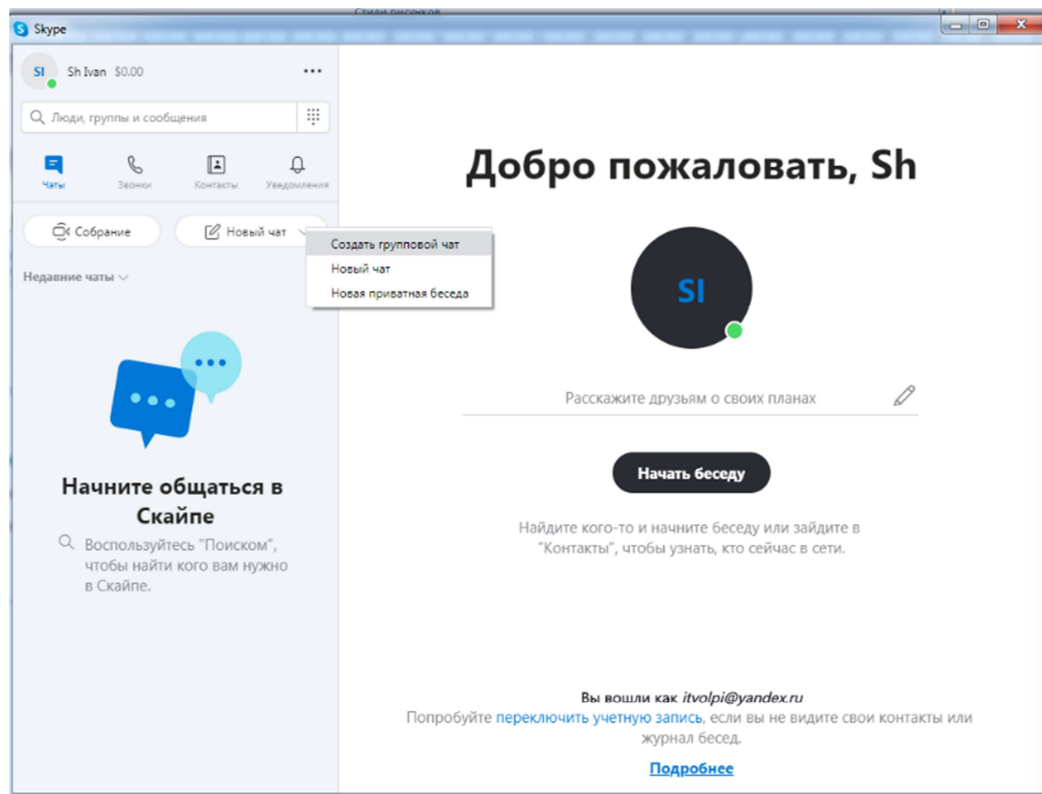 Стили рисунков
Skype
SI Sh Ivan $0.00
Люди, группы и сообщения
Чаты Звонки Контакты Уведомления
Собрание Новый чат
Создать групповой чат
Новый чат
Новая приватная беседа
Недавние чаты
Начните общаться в
Скайпе
Воспользуйтесь "Поиском",
чтобы найти кого вам нужно
в Скайпе.
Добро пожаловать, Sh
SI
Расскажите друзьям о своих планах
Начать беседу
Найдите кого-то и начните беседу или зайдите в
"Контакты", чтобы узнать, кто сейчас в сети.
Вы вошли как itvolpi@yandex.ru
Попробуйте переключить учетную запись, если вы не видите свои контакты или
журнал бесед.
Подробнее